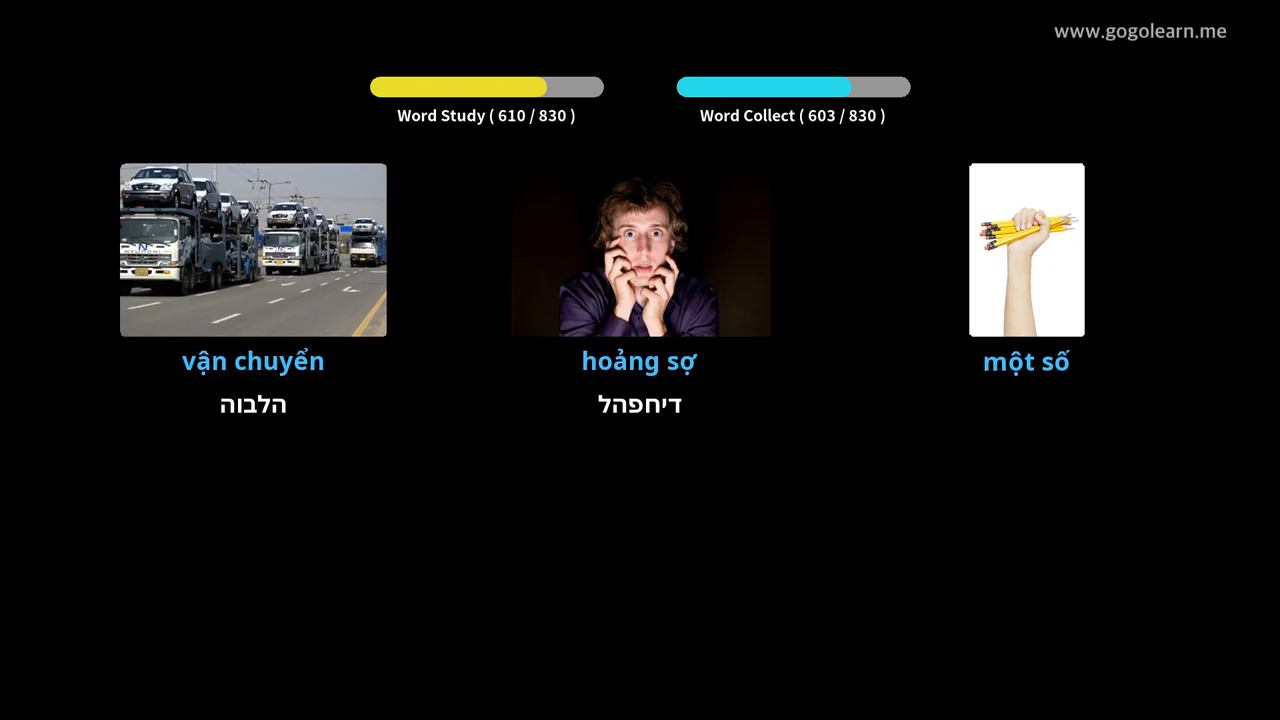 www.gogolearn.me
Word Study ( 610 / 830 )
Word Collect ( 603 / 830 )
vận chuyển
הלבוה
hoảng sợ
דיחפהל
một số